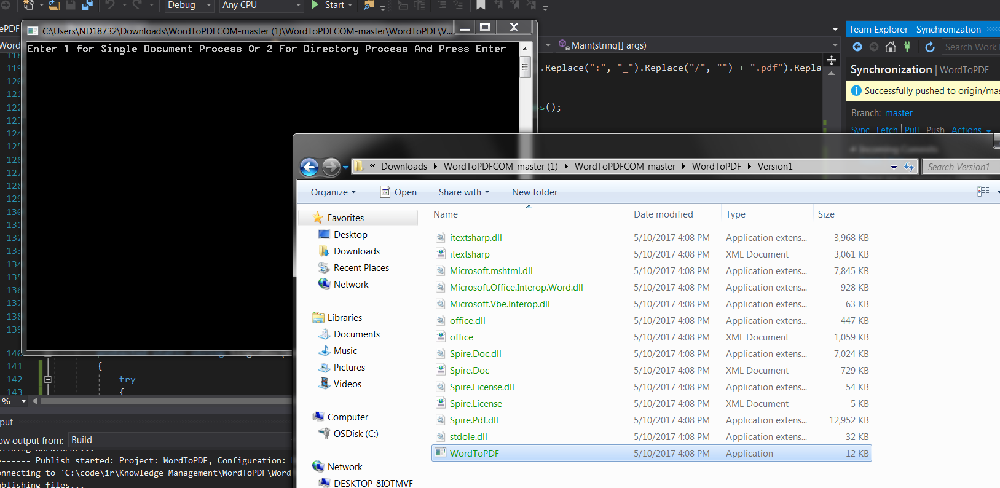 Debug
Any CPU
Start
ePDF
C:\Users\ND18732\Downloads\WordToPDFCOM-master (1)\WordToPDFCOM-master\WordToPDF\V...
Enter 1 for Single Document Process Or 2 For Directory Process And Press Enter
Word
Main(string[] args)
.Replace(":", "_").Replace("/", "") + ".pdf").Repla
s();
118
119
120
121
122
123
124
125
126
127
128
129
130
131
132
133
134
135
136
137
138
139
140
141 {
142 try
143 {
%
Team Explorer - Synchronization
Search Work
Synchronization | WordToPDF
Successfully pushed to origin/mas
Branch: master
Sync | Fetch | Pull | Push | Actions
Incoming Commits
« Downloads WordToPDFCOM-master (1) WordToPDFCOM-master WordToPDF Version1
Search Version1
Organize Open Share with New folder
Favorites
Desktop
Downloads
Recent Places
Network
Libraries
Documents
Music
Pictures
Videos
Computer
OSDisk (C:)
Network
DESKTOP-8IOTMVF
Name Date modified Type Size
itextsharp.dll 5/10/2017 4:08 PM Application extens... 3,968 KB
itextsharp 5/10/2017 4:08 PM XML Document 3,061 KB
Microsoft.mshtml.dll 5/10/2017 4:08 PM Application extens... 7,845 KB
Microsoft.Office.Interop.Word.dll 5/10/2017 4:08 PM Application extens... 928 KB
Microsoft.Vbe.Interop.dll 5/10/2017 4:08 PM Application extens... 63 KB
office.dll 5/10/2017 4:08 PM Application extens... 447 KB
office 5/10/2017 4:08 PM XML Document 1,059 KB
Spire.Doc.dll 5/10/2017 4:08 PM Application extens... 7,024 KB
Spire.Doc 5/10/2017 4:08 PM XML Document 729 KB
Spire.License.dll 5/10/2017 4:08 PM Application extens... 54 KB
Spire.License 5/10/2017 4:08 PM XML Document 5 KB
Spire.Pdf.dll 5/10/2017 4:08 PM Application extens... 12,952 KB
stdole.dll 5/10/2017 4:08 PM Application extens... 32 KB
WordToPDF 5/10/2017 4:08 PM Application 12 KB
put
ow output from: Build
------- Publish started: Project: WordToPDF, Configuration:
onnecting to 'C:\code\ir\Knowledge Management\WordToPDF\Word
ublishing files...